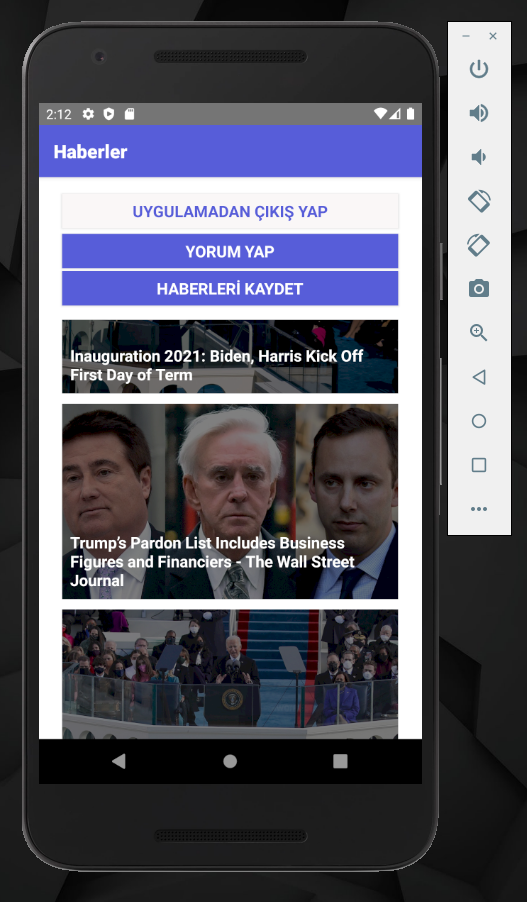 2:12
Haberler
UYGULAMADAN ÇIKIŞ YAP
YORUM YAP
HABERLERİ KAYDET
Inauguration 2021: Biden, Harris Kick Off
First Day of Term
Trump’s Pardon List Includes Business
Figures and Financiers - The Wall Street
Journal